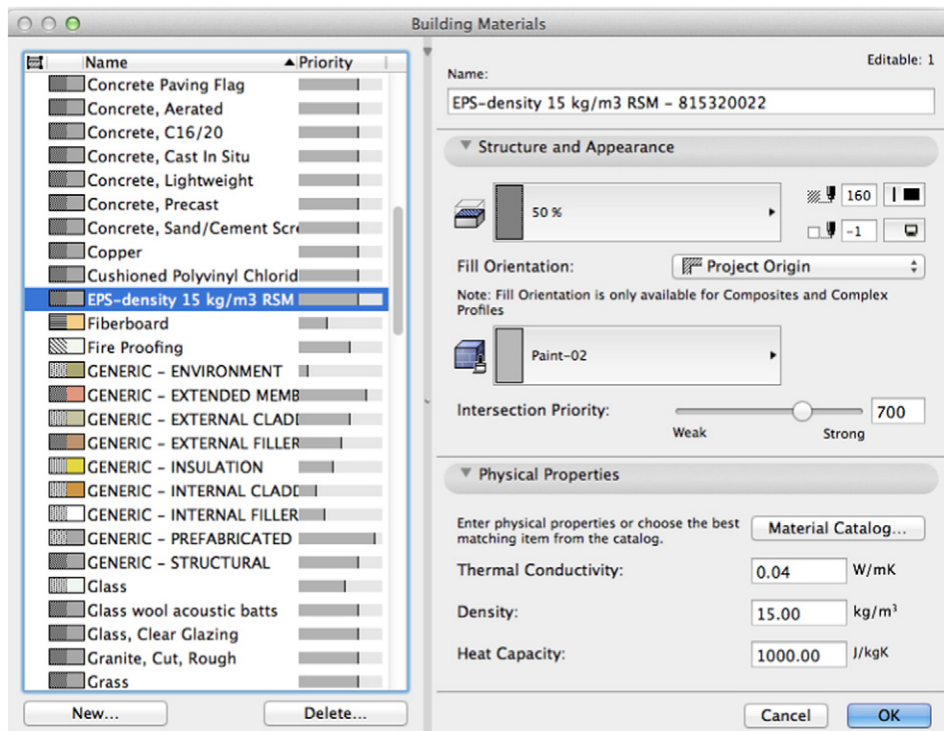 Building Materials
Name Priority
Concrete Paving Flag
Concrete, Aerated
Concrete, C16/20
Concrete, Cast In Situ
Concrete, Lightweight
Concrete, Precast
Concrete, Sand/Cement Scr
Copper
Cushioned Polyvinyl Chlorid
EPS-density 15 kg/m3 RSM
Fiberboard
Fire Proofing
GENERIC - ENVIRONMENT
GENERIC - EXTENDED MEMB
GENERIC - EXTERNAL CLAD
GENERIC - EXTERNAL FILLER
GENERIC - INSULATION
GENERIC - INTERNAL CLAD
GENERIC - INTERNAL FILLER
GENERIC - PREFABRICATED
GENERIC - STRUCTURAL
Glass
Glass wool acoustic batts
Glass, Clear Glazing
Granite, Cut, Rough
Grass
New...
Delete...
Editable: 1
Name:
EPS-density 15 kg/m3 RSM - 815320022
Structure and Appearance
50 %
160
-1
Fill Orientation: Project Origin
Note: Fill Orientation is only available for Composites and Complex
Profiles
Paint-02
Intersection Priority: 700
Weak Strong
Physical Properties
Enter physical properties or choose the best
matching item from the catalog.
Material Catalog...
Thermal Conductivity: 0.04 W/mK
Density: 15.00 kg/m³
Heat Capacity: 1000.00 J/kgK
Cancel OK